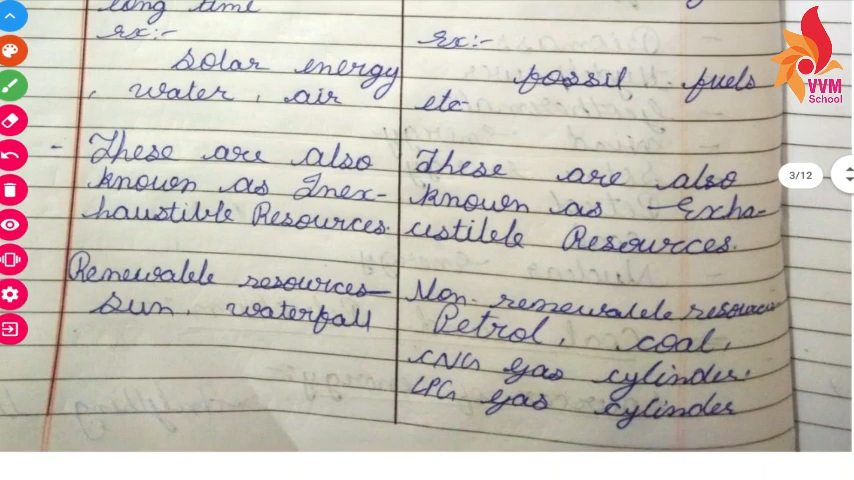 long time
ex:-
solar energy
, water, air
- These are also
known as Inex-
haustible Resources.
Renewable resources-
Sun, waterfall
Ex:-
fossil fuels
etc
These are also
known as Exha-
ustilele Resources.
Non-renewable resources
Petrol, coal,
CNG gas cylinder.
LPG gas cylinder
VVM
School
3/12